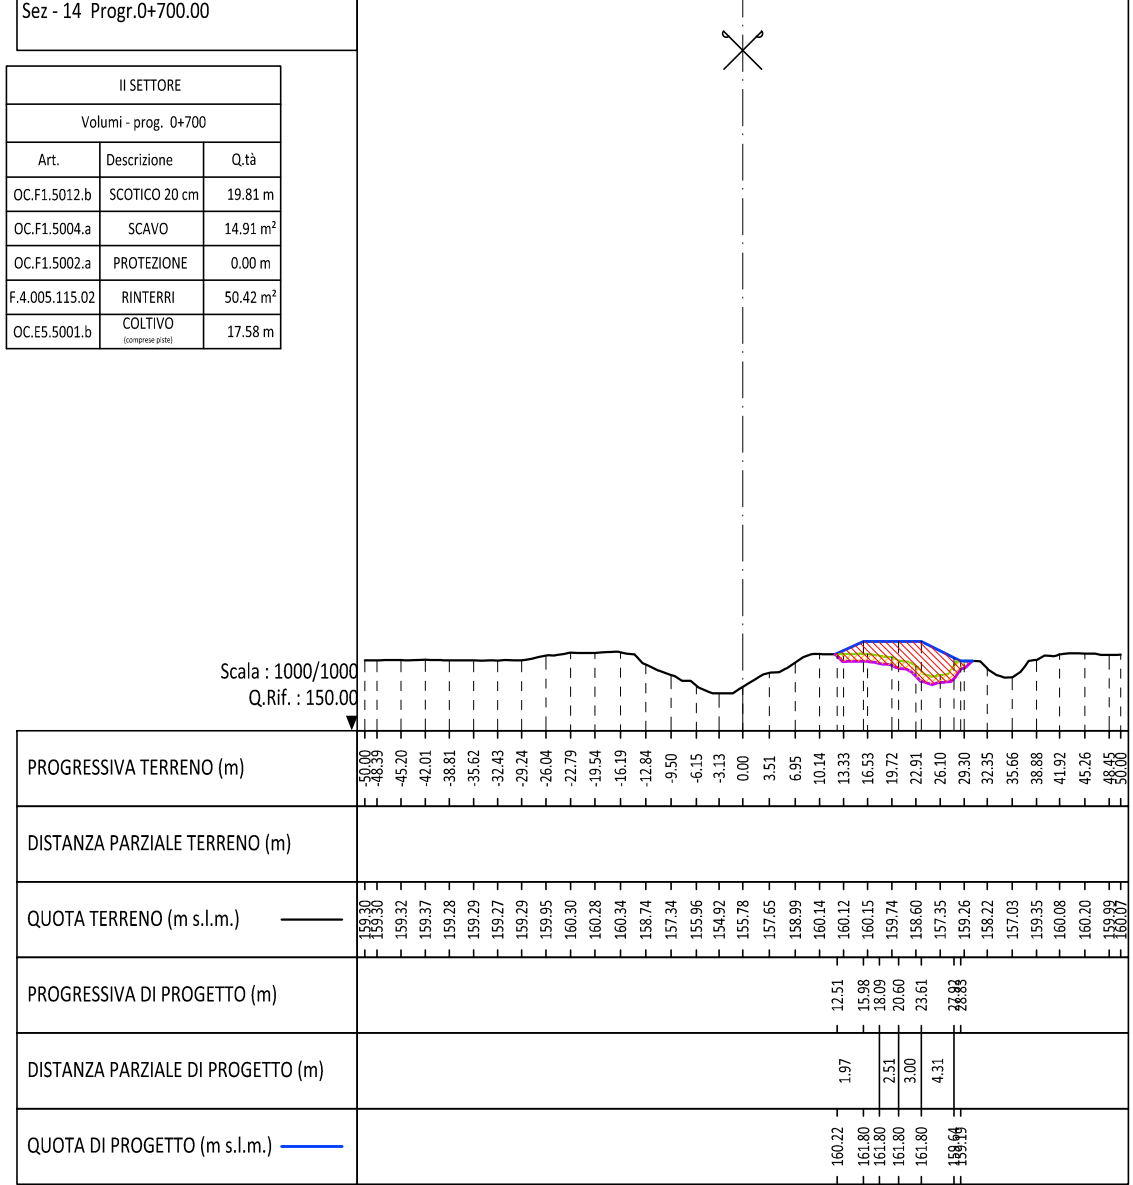 Sez - 14 Progr.0+700.00
II SETTORE
Volumi - prog. 0+700
Art. Descrizione Q.tà
OC.F1.5012.b SCOTICO 20 cm 19.81 m
OC.F1.5004.a SCAVO 14.91 m²
OC.F1.5002.a PROTEZIONE 0.00 m
F.4.005.115.02 RINTERRI 50.42 m²
OC.E5.5001.b COLTIVO 17.58 m
(comprese piste)
Scala : 1000/1000
Q.Rif. : 150.00
PROGRESSIVA TERRENO (m) -50.00 -48.39 -45.20 -42.01 -38.81 -35.62 -32.43 -29.24 -26.04 -22.79 -19.54 -16.19 -12.84 -9.50 -6.15 -3.13 0.00 3.51 6.95 10.14 13.33 16.53 19.72 22.91 26.10 29.30 32.35 35.66 38.88 41.92 45.26 48.45 50.00
DISTANZA PARZIALE TERRENO (m)
QUOTA TERRENO (m s.l.m.) 159.30 159.30 159.32 159.37 159.28 159.29 159.27 159.29 159.95 160.30 160.28 160.34 158.74 157.34 155.96 154.92 155.78 157.65 158.99 160.14 160.12 160.15 159.74 158.60 157.35 159.26 158.22 157.03 159.35 160.08 160.20 159.99 160.07
PROGRESSIVA DI PROGETTO (m) 12.51 15.98 18.09 20.60 23.61 27.92 28.83
DISTANZA PARZIALE DI PROGETTO (m) 1.97 2.51 3.00 4.31
QUOTA DI PROGETTO (m s.l.m.) 160.22 161.80 161.80 161.80 161.80 159.64 159.19